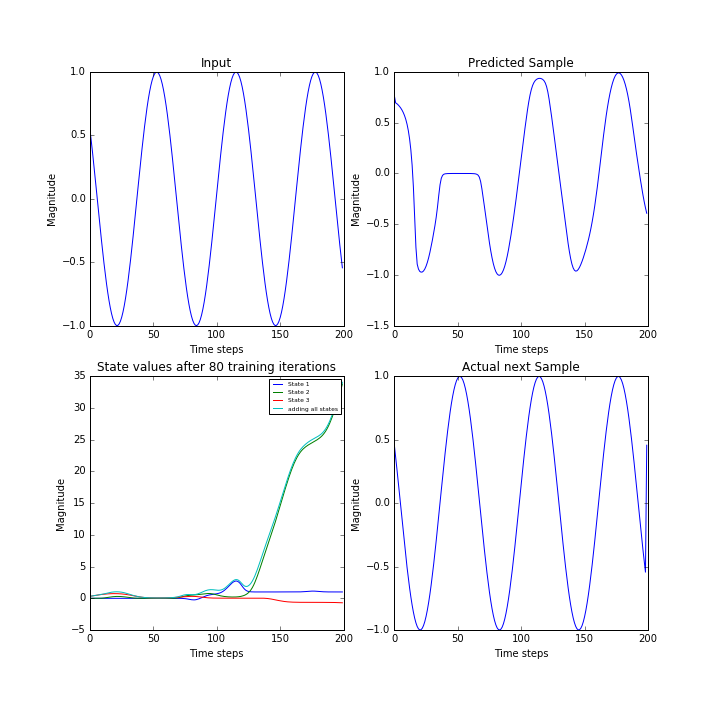 Input
Predicted Sample
1.0
0.5
0.0
−0.5
−1.0
Magnitude
0 50 100 150 200
Time steps
1.0
0.5
0.0
−0.5
−1.0
−1.5
Magnitude
0 50 100 150 200
Time steps
State values after 80 training iterations
Actual next Sample
35
30
25
20
15
10
5
0
−5
Magnitude
State 1
State 2
State 3
adding all states
0 50 100 150 200
Time steps
1.0
0.5
0.0
−0.5
−1.0
Magnitude
0 50 100 150 200
Time steps